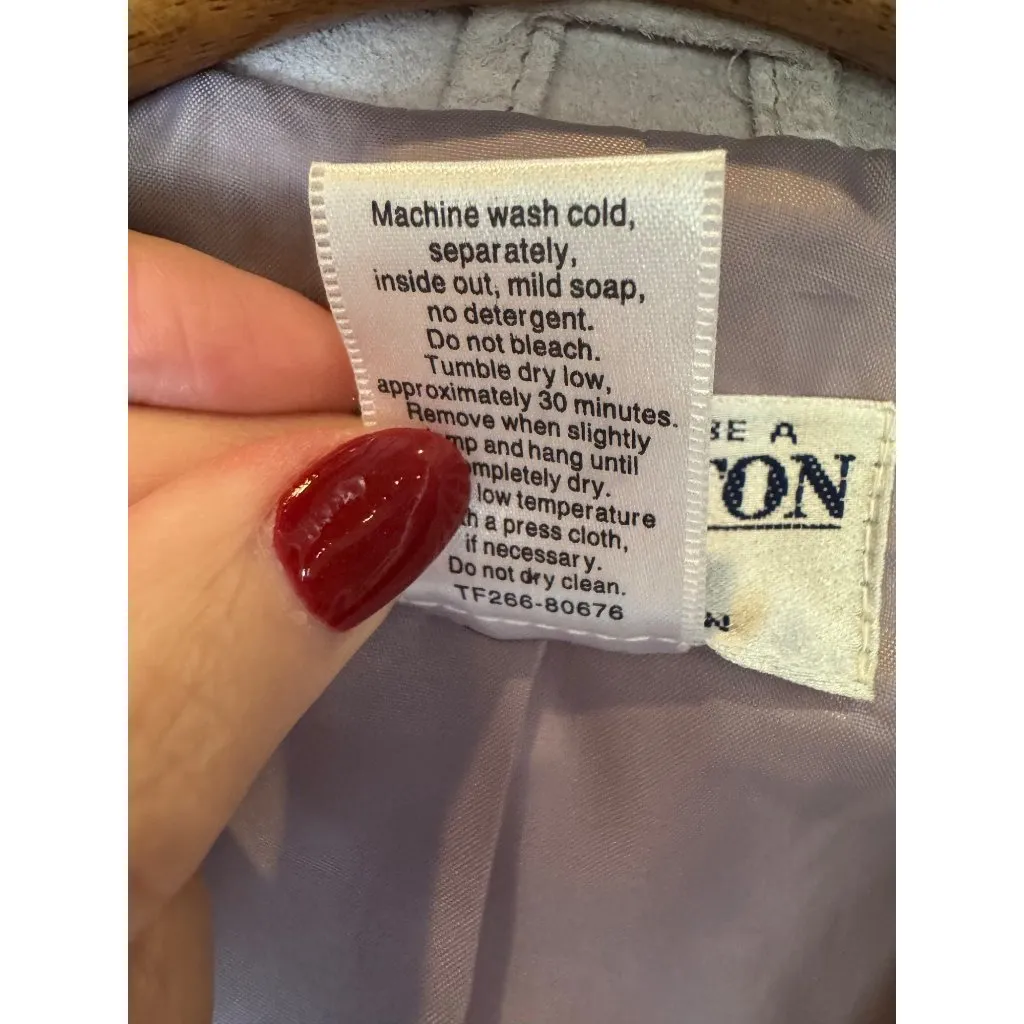 Machine wash cold,
separately,
inside out, mild soap,
no detergent.
Do not bleach.
Tumble dry low,
approximately 30 minutes.
Remove when slightly
mp and hang until
ompletely dry.
low temperature
h a press cloth,
if necessary.
Do not dry clean.
TF266-80676
BE A
TON
N